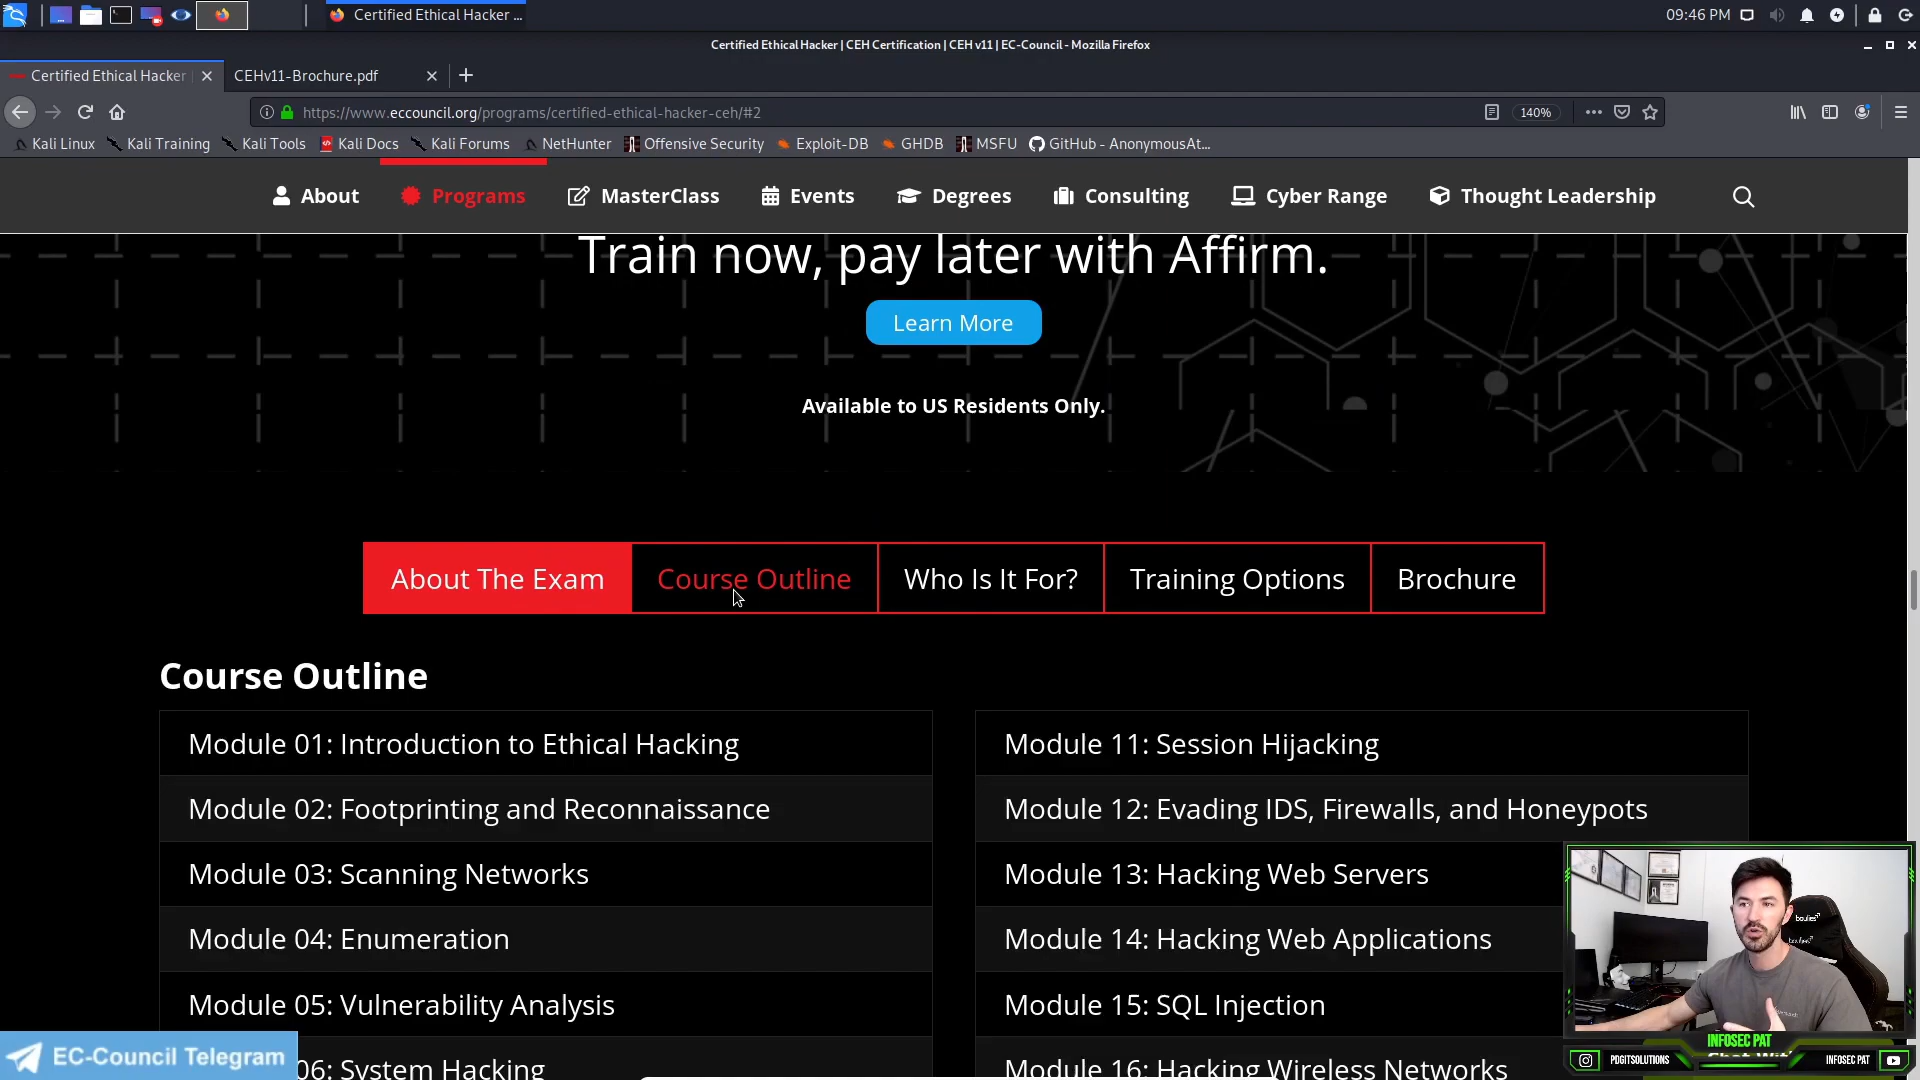 Certified Ethical Hacker ...
09:46 PM
Certified Ethical Hacker | CEH Certification | CEH v11 | EC-Council - Mozilla Firefox
Certified Ethical Hacker
CEHv11-Brochure.pdf
https://www.eccouncil.org/programs/certified-ethical-hacker-ceh/#2
140%
Kali Linux Kali Training Kali Tools Kali Docs Kali Forums NetHunter Offensive Security Exploit-DB GHDB MSFU GitHub - AnonymousAt...
About Programs MasterClass Events Degrees Consulting Cyber Range Thought Leadership
Train now, pay later with Affirm.
Learn More
Available to US Residents Only.
About The Exam Course Outline Who Is It For? Training Options Brochure
Course Outline
Module 01: Introduction to Ethical Hacking
Module 02: Footprinting and Reconnaissance
Module 03: Scanning Networks
Module 04: Enumeration
Module 05: Vulnerability Analysis
06: System Hacking
Module 11: Session Hijacking
Module 12: Evading IDS, Firewalls, and Honeypots
Module 13: Hacking Web Servers
Module 14: Hacking Web Applications
Module 15: SQL Injection
Module 16: Hacking Wireless Networks
EC-Council Telegram
INFOSEC PAT
PDGITSOLUTIONS
INFOSEC PAT